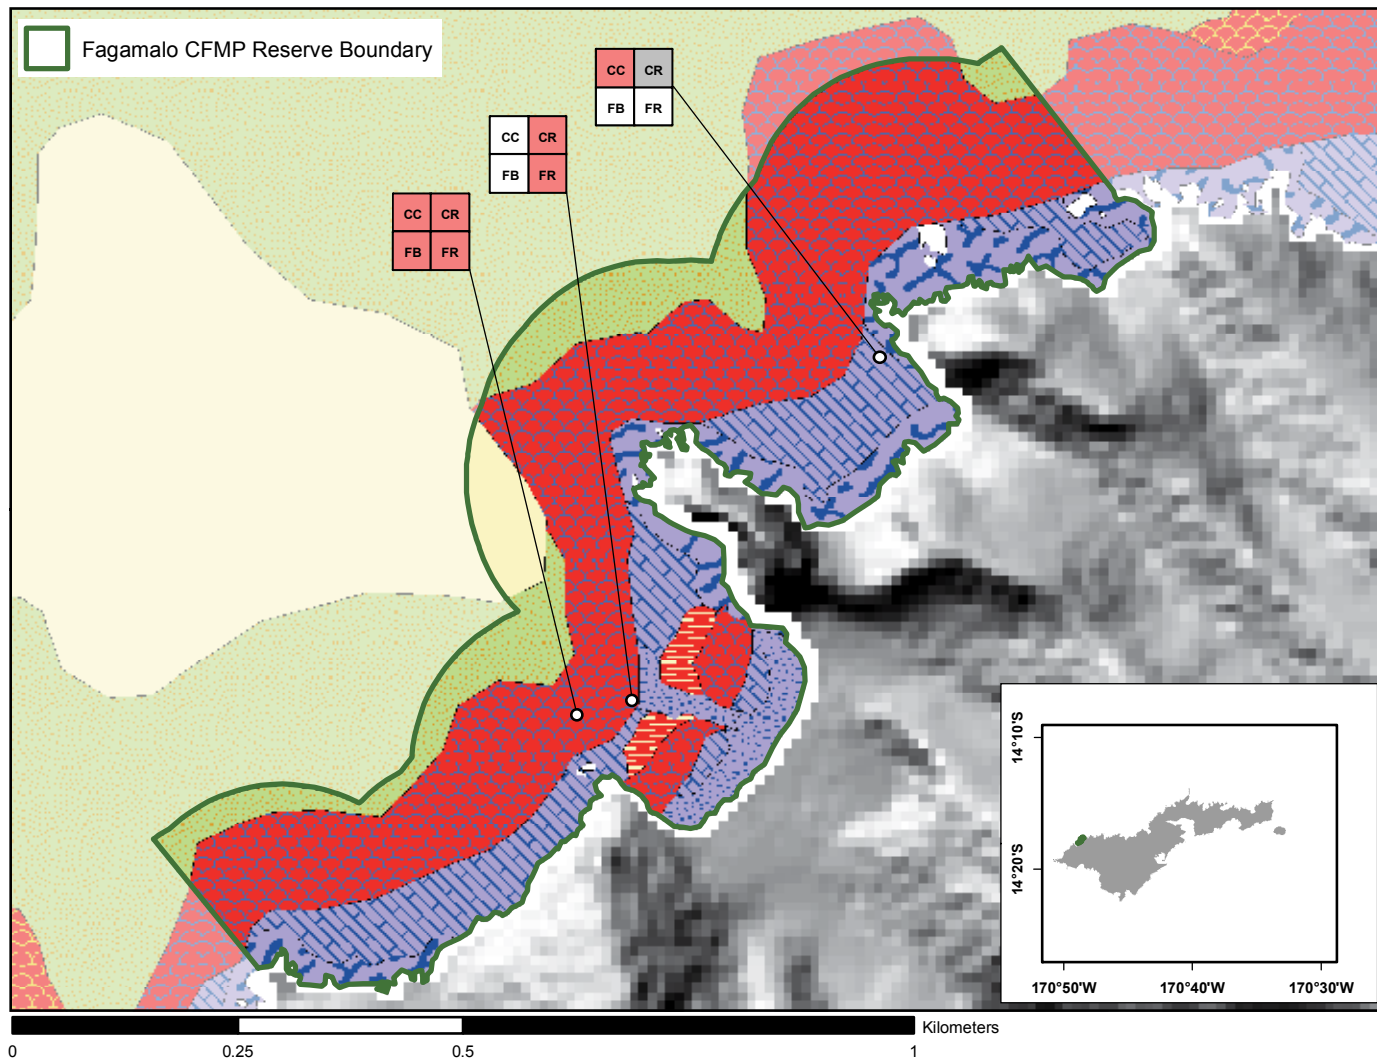 Fagamalo CFMP Reserve Boundary
CC CR
FB FR
CC CR
FB FR
CC CR
FB FR
14°10'S
14°20'S
170°50'W 170°40'W 170°30'W
Kilometers
0 0.25 0.5 1